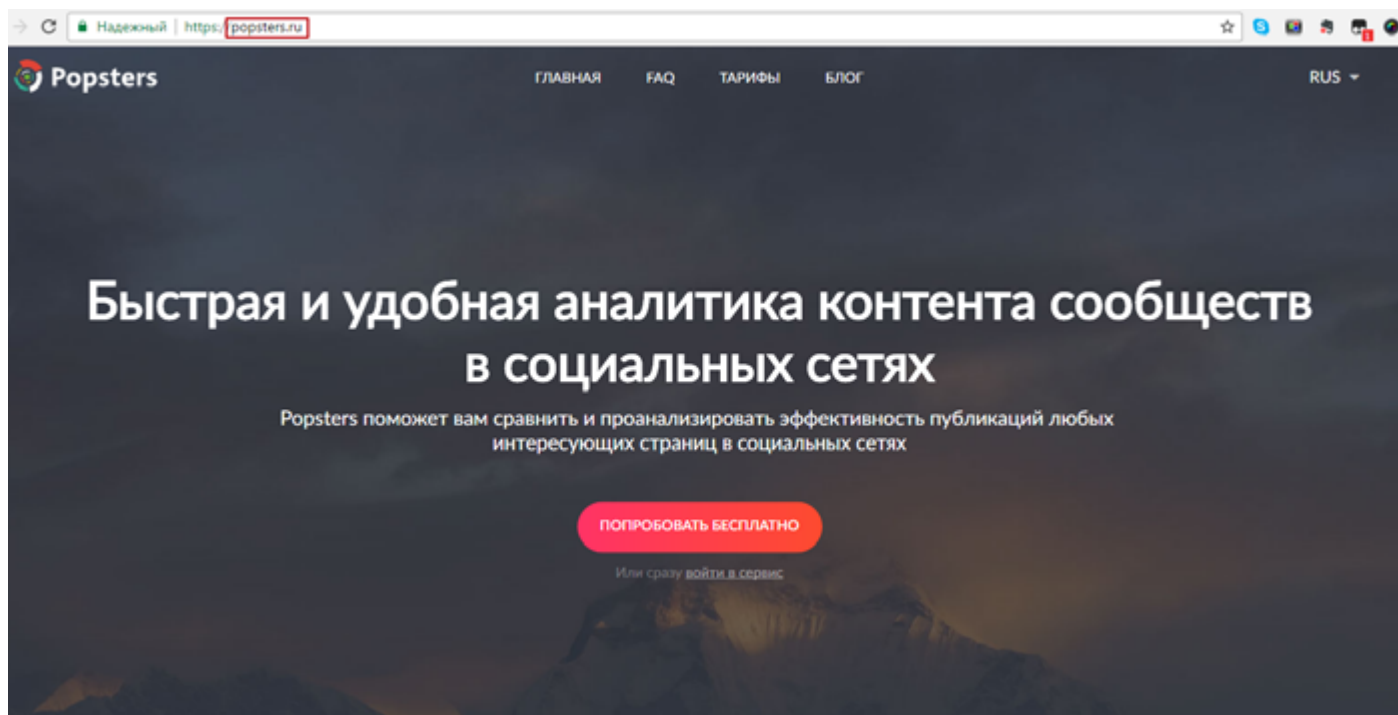 Надежный | https://popsters.ru
1
Popsters
ГЛАВНАЯ FAQ ТАРИФЫ БЛОГ
RUS
Быстрая и удобная аналитика контента сообществ
в социальных сетях
Popsters поможет вам сравнить и проанализировать эффективность публикаций любых
интересующих страниц в социальных сетях
ПОПРОБОВАТЬ БЕСПЛАТНО
Или сразу войти в сервис